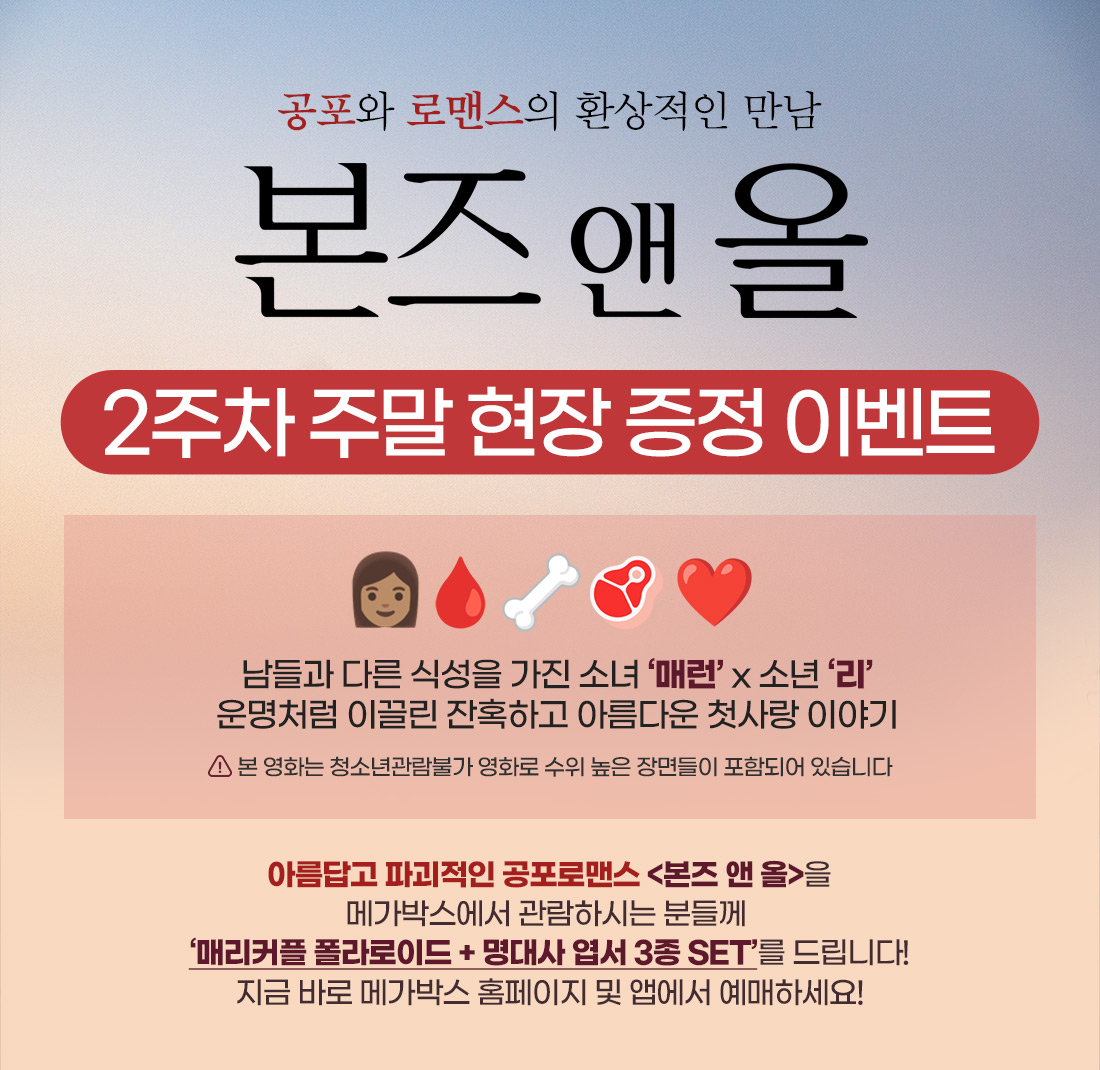 공포와 로맨스의 환상적인 만남
본즈 앤 올
2주차 주말 현장 증정 이벤트
남들과 다른 식성을 가진 소녀 ‘매런’ x 소년 ‘리’
운명처럼 이끌린 잔혹하고 아름다운 첫사랑 이야기
본 영화는 청소년관람불가 영화로 수위 높은 장면들이 포함되어 있습니다
아름답고 파괴적인 공포로맨스 <본즈 앤 올>을
메가박스에서 관람하시는 분들께
‘매리커플 폴라로이드 + 명대사 엽서 3종 SET’를 드립니다!
지금 바로 메가박스 홈페이지 및 앱에서 예매하세요!